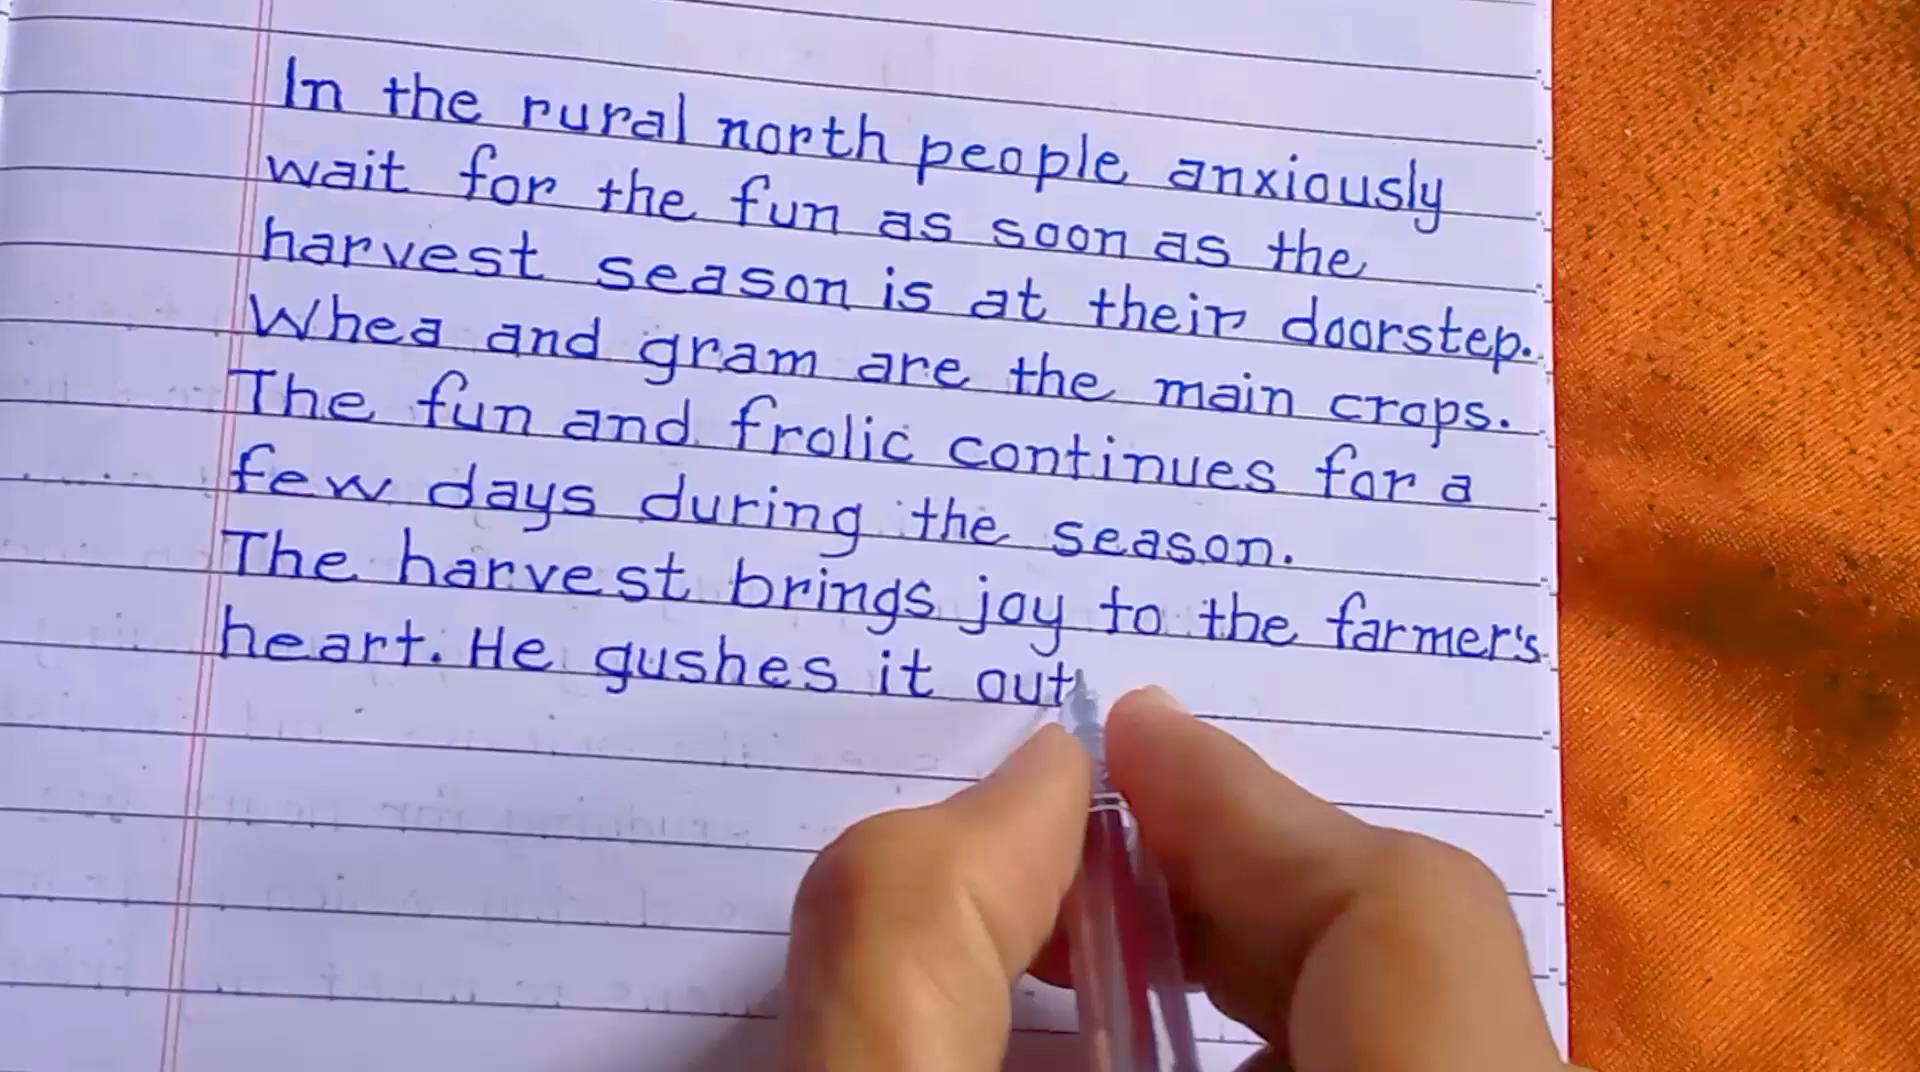 In the rural north people anxiously
wait for the fun as soon as the
harvest season is at their doorstep.
Whea and gram are the main crops.
The fun and frolic continues for a
few days during the season.
The harvest brings joy to the farmer's
heart. He gushes it out